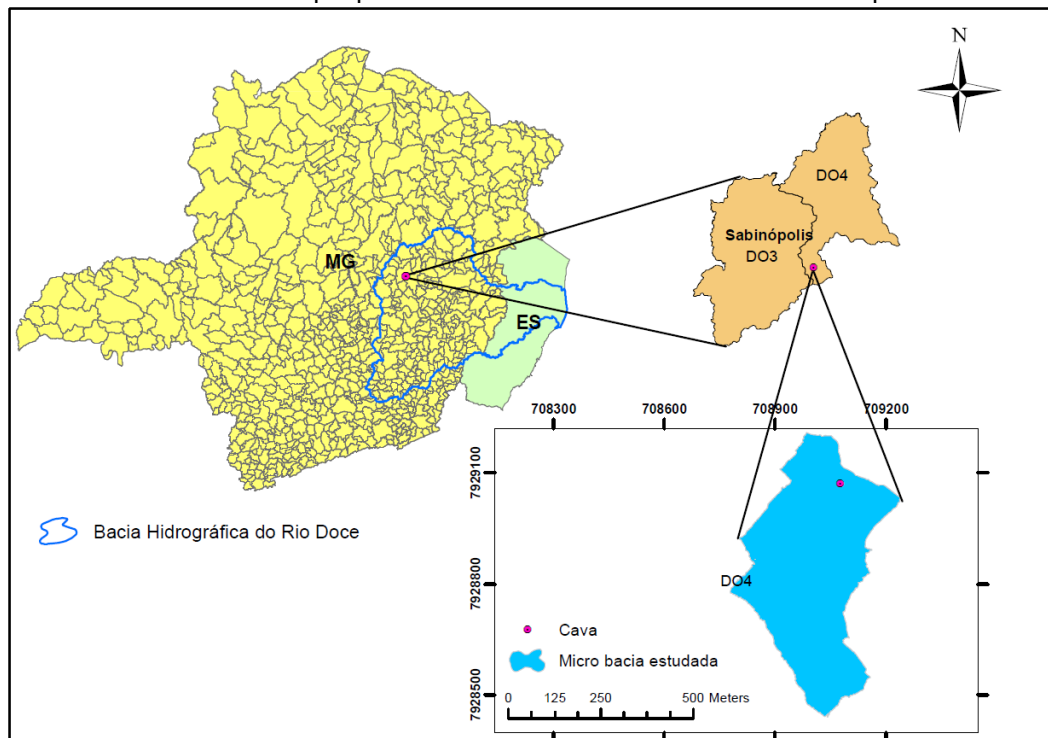 N
DO4
Sabinópolis
DO3
MG
ES
708300 708600 708900 709200
7929100
7928800
7928500
DO4
Bacia Hidrográfica do Rio Doce
Cava
Micro bacia estudada
0 125 250 500 Meters